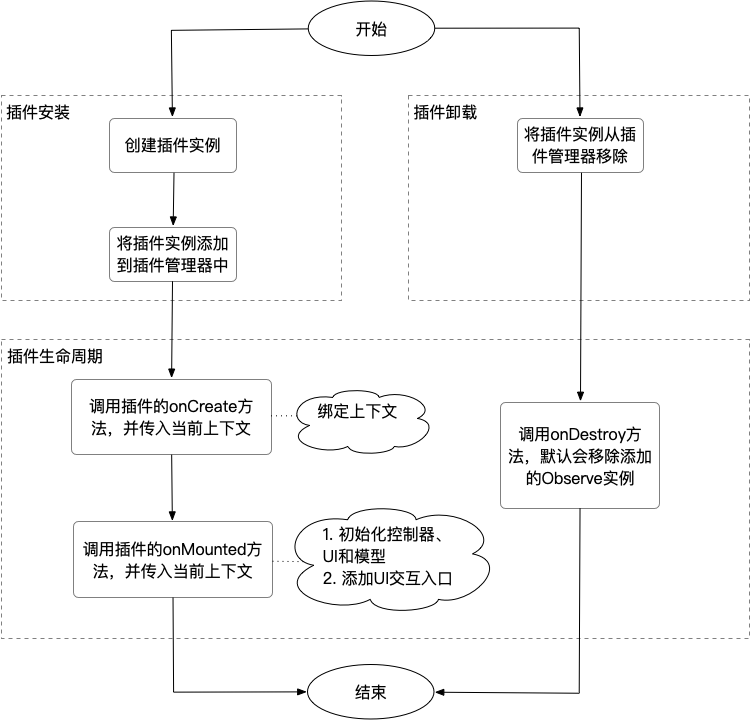 开始
插件安装
创建插件实例
将插件实例添加
到插件管理器中
插件卸载
将插件实例从插
件管理器移除
插件生命周期
调用插件的onCreate方
法，并传入当前上下文
绑定上下文
调用插件的onMounted方
法，并传入当前上下文
1. 初始化控制器、
UI和模型
2. 添加UI交互入口
调用onDestroy方
法，默认会移除添加
的Observe实例
结束